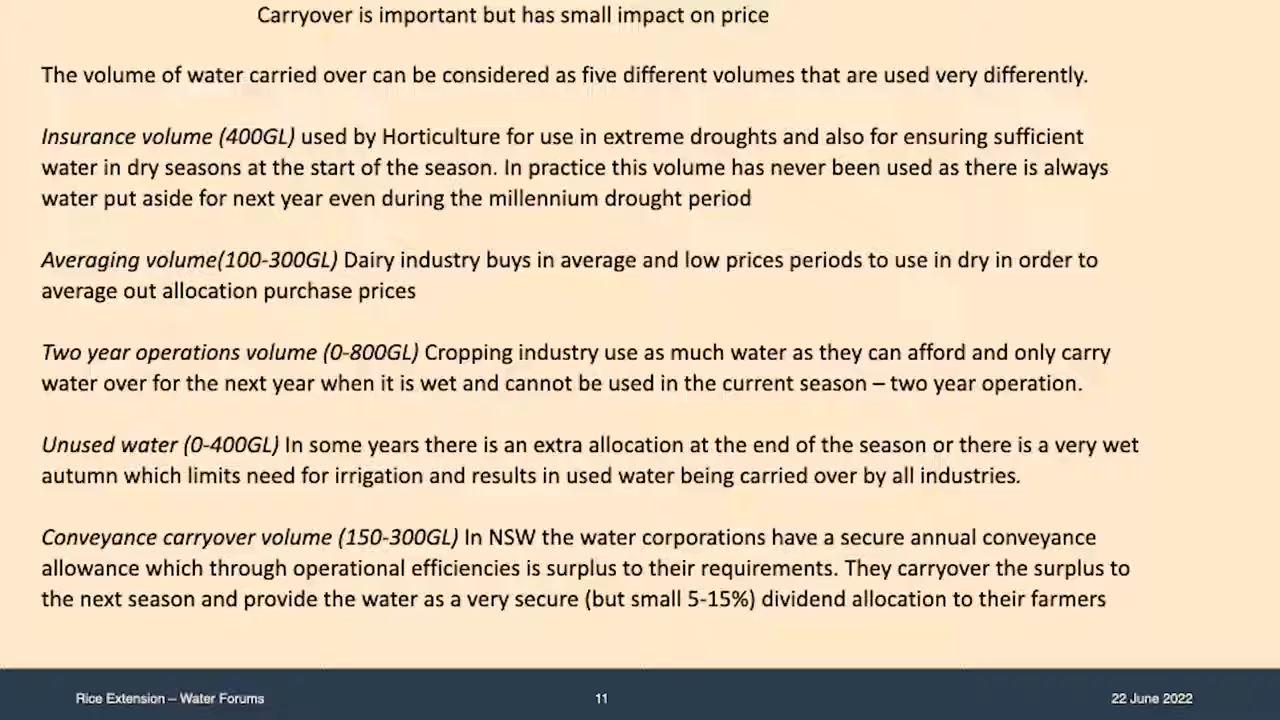 Carryover is important but has small impact on price
The volume of water carried over can be considered as five different volumes that are used very differently.
Insurance volume (400GL) used by Horticulture for use in extreme droughts and also for ensuring sufficient
water in dry seasons at the start of the season. In practice this volume has never been used as there is always
water put aside for next year even during the millennium drought period
Averaging volume(100-300GL) Dairy industry buys in average and low prices periods to use in dry in order to
average out allocation purchase prices
Two year operations volume (0-800GL) Cropping industry use as much water as they can afford and only carry
water over for the next year when it is wet and cannot be used in the current season – two year operation.
Unused water (0-400GL) In some years there is an extra allocation at the end of the season or there is a very wet
autumn which limits need for irrigation and results in used water being carried over by all industries.
Conveyance carryover volume (150-300GL) In NSW the water corporations have a secure annual conveyance
allowance which through operational efficiencies is surplus to their requirements. They carryover the surplus to
the next season and provide the water as a very secure (but small 5-15%) dividend allocation to their farmers
Rice Extension – Water Forums
11
22 June 2022